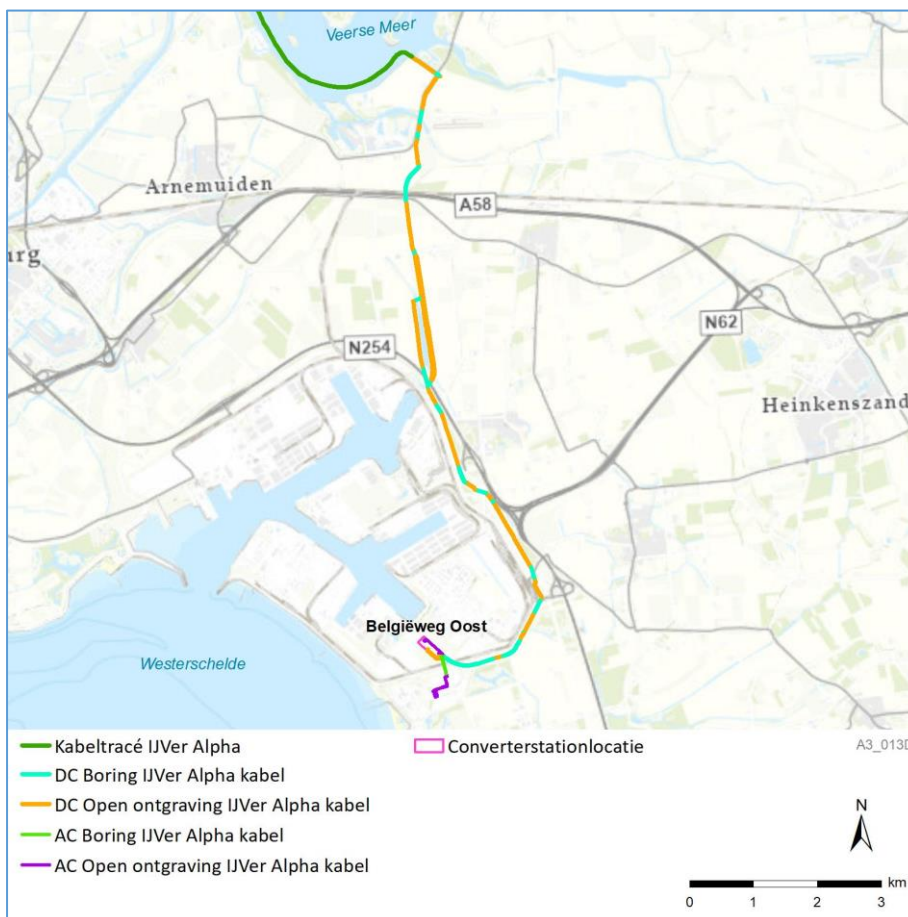 Veerse Meer
Arnemuiden
A58
urg
N62
N254
Heinkenszand
Belgiëweg Oost
Westerschelde
Kabeltracé IJVer Alpha
Converterstationlocatie
A3_013D
DC Boring IJVer Alpha kabel
DC Open ontgraving IJVer Alpha kabel
AC Boring IJVer Alpha kabel
N
AC Open ontgraving IJVer Alpha kabel
km
0 1 2 3